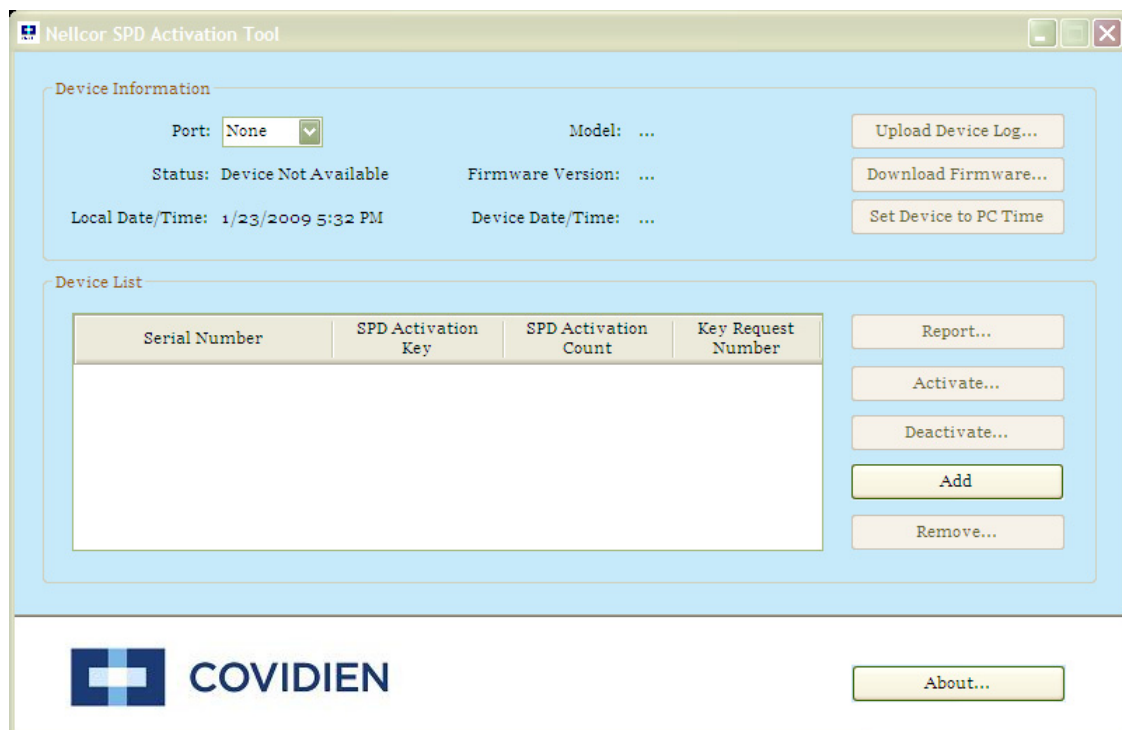 Nellcor SPD Activation Tool
Device Information
Port: None
Model: ...
Upload Device Log...
Status: Device Not Available
Firmware Version: ...
Download Firmware...
Local Date/Time: 1/23/2009 5:32 PM
Device Date/Time: ...
Set Device to PC Time
Device List
Serial Number
SPD Activation
Key
SPD Activation
Count
Key Request
Number
Report...
Activate...
Deactivate...
Add
Remove...
COVIDIEN
About...